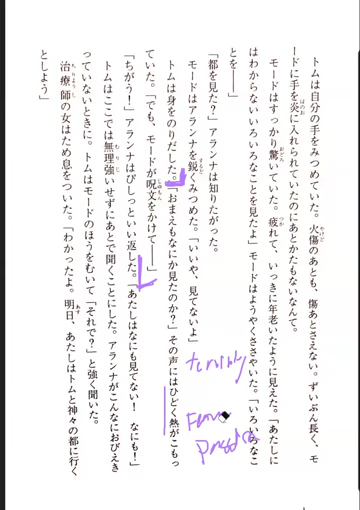 トムは自分の手をみつめていた。火傷のあとも、傷あとさえない。ずいぶん長く、モ
ードに手を炎に入れられていたのにあとかたもないなんて。
モードはすっかり驚いていた。疲れて、いっきに年老いたように見えた。「あたしに
はわからないいろいろなことを見たよ」モードはようやくささやいた。「いろいろなこ
とを――」
「都を見た？」アランナは知りたがった。
モードはアランナを鋭くみつめた。「いいや、見てないよ」
トムは身をのりだした。「おまえもなにか見たのか？」その声にはひどく熱がこもっ
ていた。「でも、モードが呪文をかけて――」
「ちがう！」アランナはぴしっといい返した。「あたしはなにも見てない！　なにも！」
トムはここでは無理強いせずにあとで聞くことにした。アランナがこんなにおびえき
っていないときに。トムはモードのほうをむいて「それで？」と強く聞いた。
治療師の女はため息をついた。「わかったよ。明日、あたしはトムと神々の都に行く
としよう」